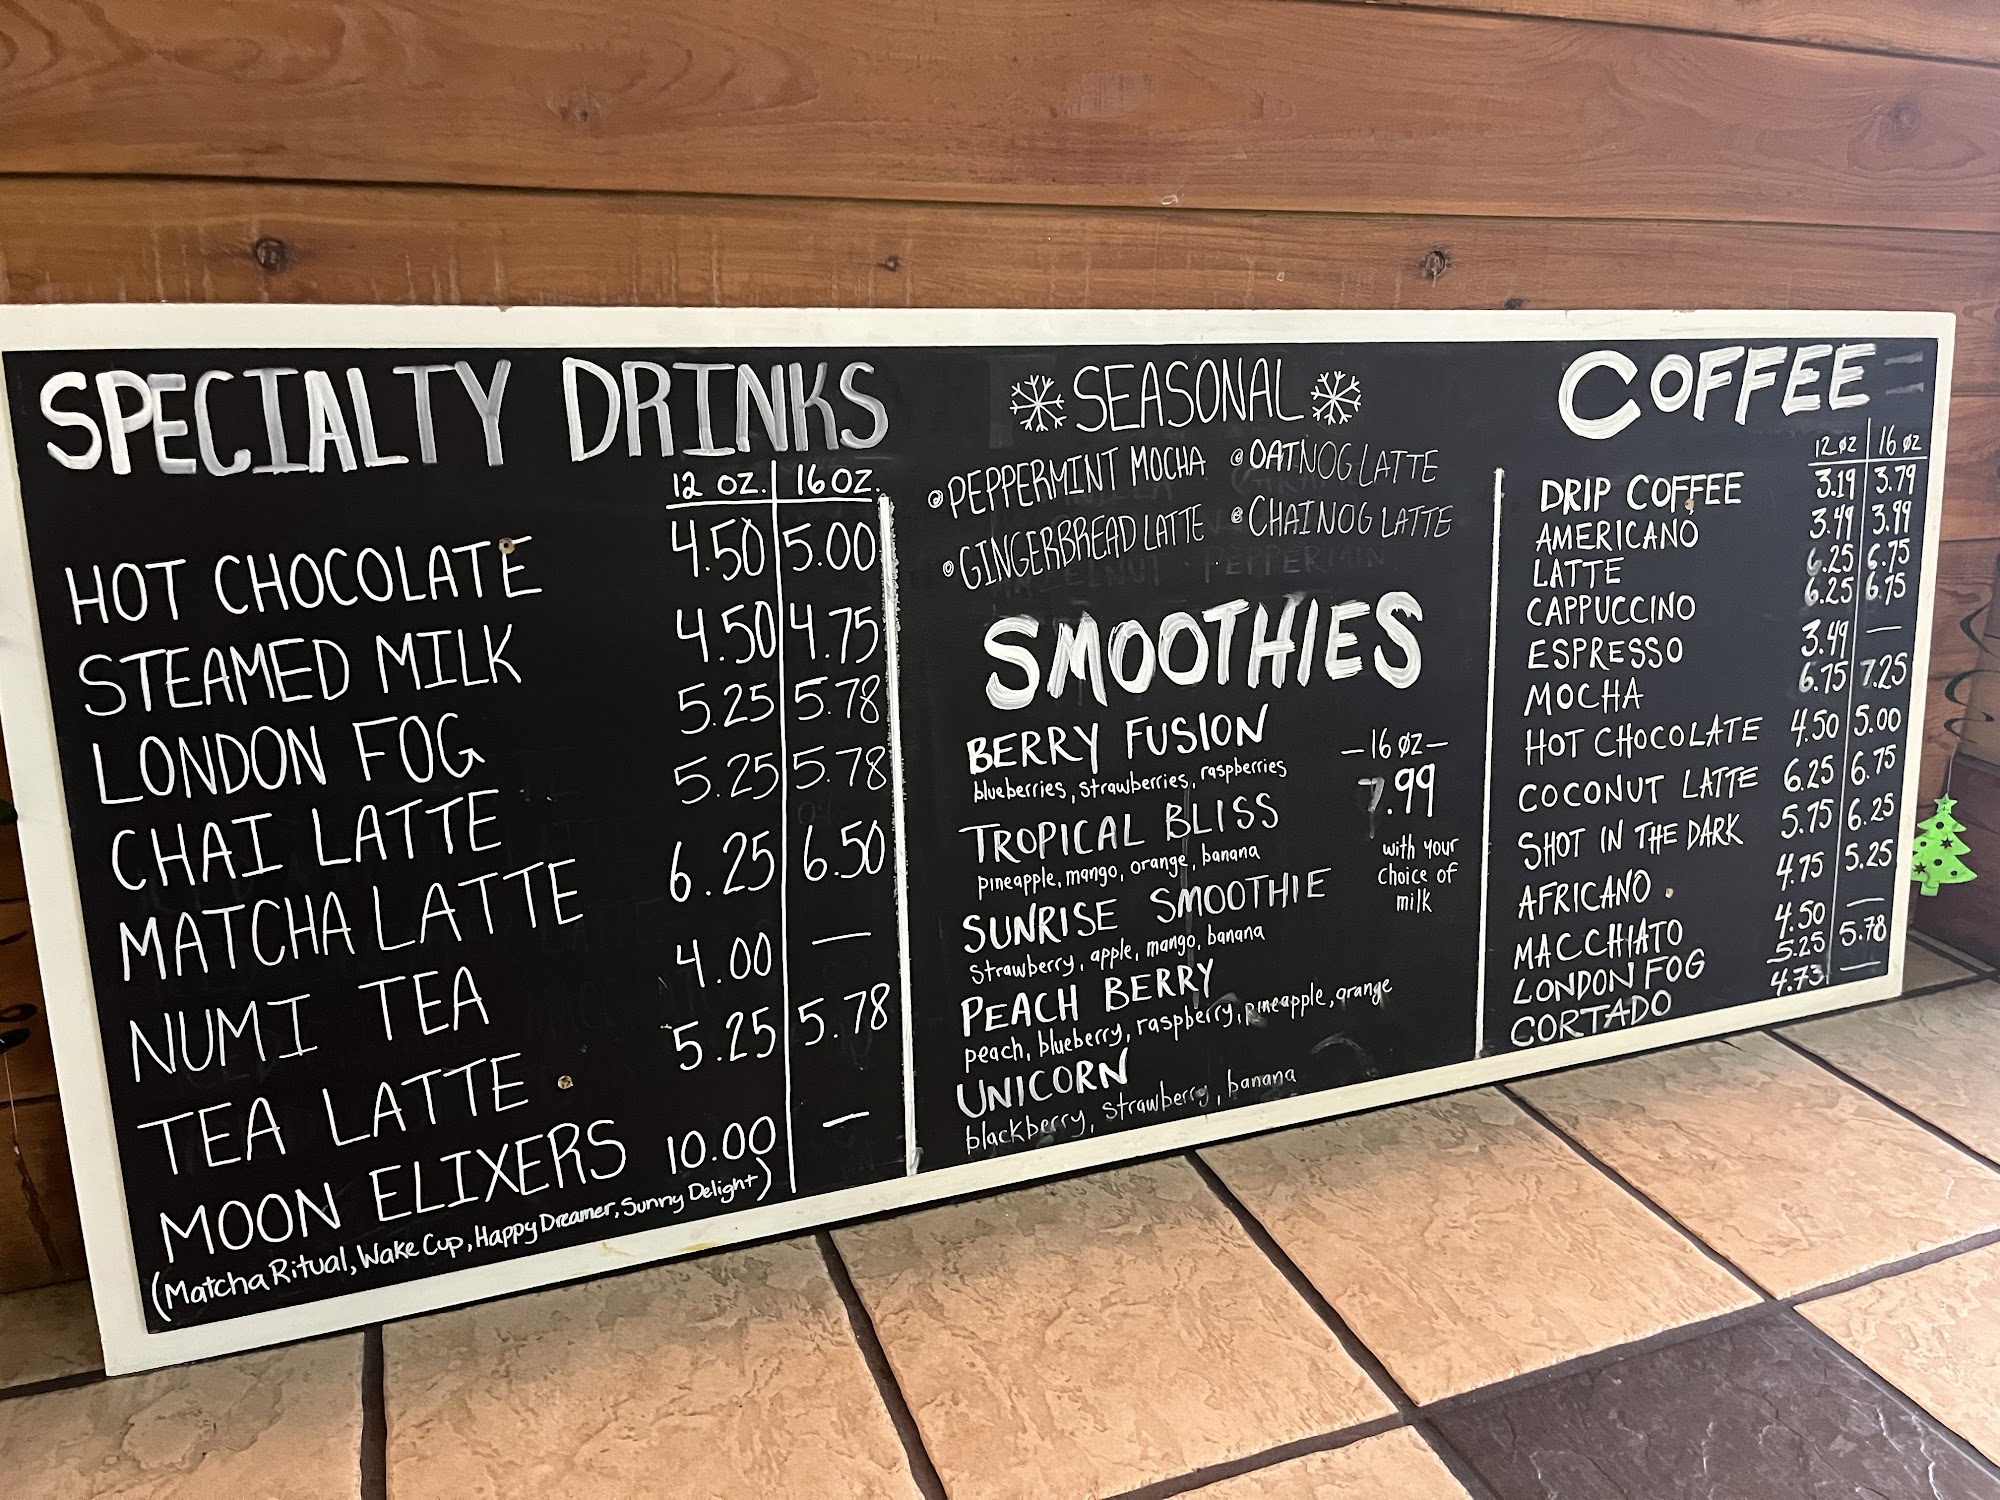 SPECIALTY DRINKS
12 OZ. 16 OZ.
HOT CHOCOLATE 4.50 5.00
STEAMED MILK 4.50 4.75
LONDON FOG 5.25 5.78
CHAI LATTE 5.25 5.78
MATCHA LATTE 6.25 6.50
NUMI TEA 4.00 —
TEA LATTE 5.25 5.78
MOON ELIXERS 10.00 —
(Matcha Ritual, Wake Cup, Happy Dreamer, Sunny Delight)
SEASONAL
PEPPERMINT MOCHA OATNOG LATTE
GINGERBREAD LATTE CHAINOG LATTE
SMOOTHIES
BERRY FUSION
blueberries, strawberries, raspberries
TROPICAL BLISS
pineapple, mango, orange, banana
SUNRISE SMOOTHIE
strawberry, apple, mango, banana
PEACH BERRY
peach, blueberry, raspberry, pineapple, orange
UNICORN
blackberry, strawberry, banana
—16 OZ—
7.99
with your
choice of
milk
COFFEE
12 OZ 16 OZ
DRIP COFFEE 3.19 3.79
AMERICANO 3.49 3.99
LATTE 6.25 6.75
CAPPUCCINO 6.25 6.75
ESPRESSO 3.49 —
MOCHA 6.75 7.25
HOT CHOCOLATE 4.50 5.00
COCONUT LATTE 6.25 6.75
SHOT IN THE DARK 5.75 6.25
AFRICANO 4.75 5.25
MACCHIATO 4.50 —
LONDON FOG 5.25 5.78
CORTADO 4.73 —